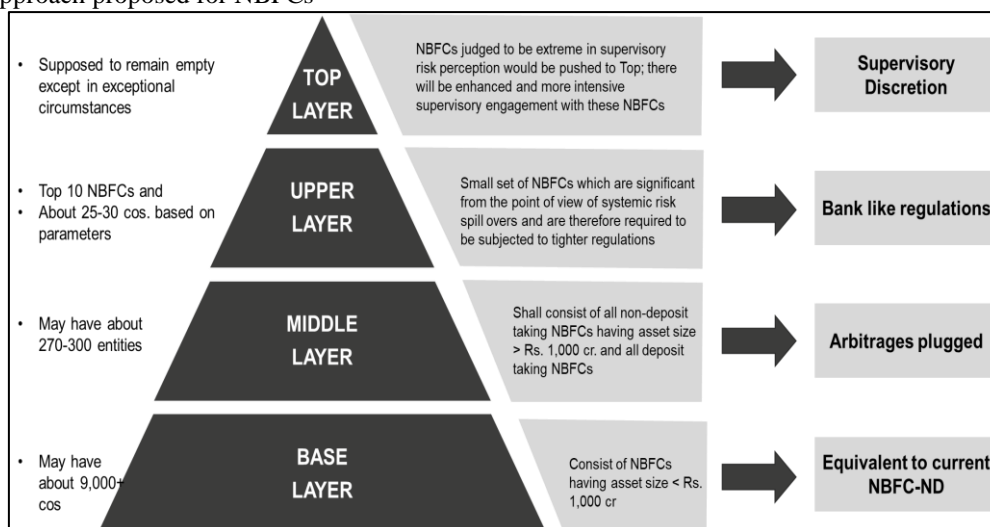 pproach proposed for NBFCs
• Supposed to remain empty
except in exceptional
circumstances
TOP
LAYER
NBFCs judged to be extreme in supervisory
risk perception would be pushed to Top; there
will be enhanced and more intensive
supervisory engagement with these NBFCs
Supervisory
Discretion
• Top 10 NBFCs and
• About 25-30 cos. based on
parameters
UPPER
LAYER
Small set of NBFCs which are significant
from the point of view of systemic risk
spill overs and are therefore required to
be subjected to tighter regulations
Bank like regulations
• May have about
270-300 entities
MIDDLE
LAYER
Shall consist of all non-deposit
taking NBFCs having asset size
> Rs. 1,000 cr. and all deposit
taking NBFCs
Arbitrages plugged
• May have
about 9,000+
cos
BASE
LAYER
Consist of NBFCs
having asset size < Rs.
1,000 cr
Equivalent to current
NBFC-ND